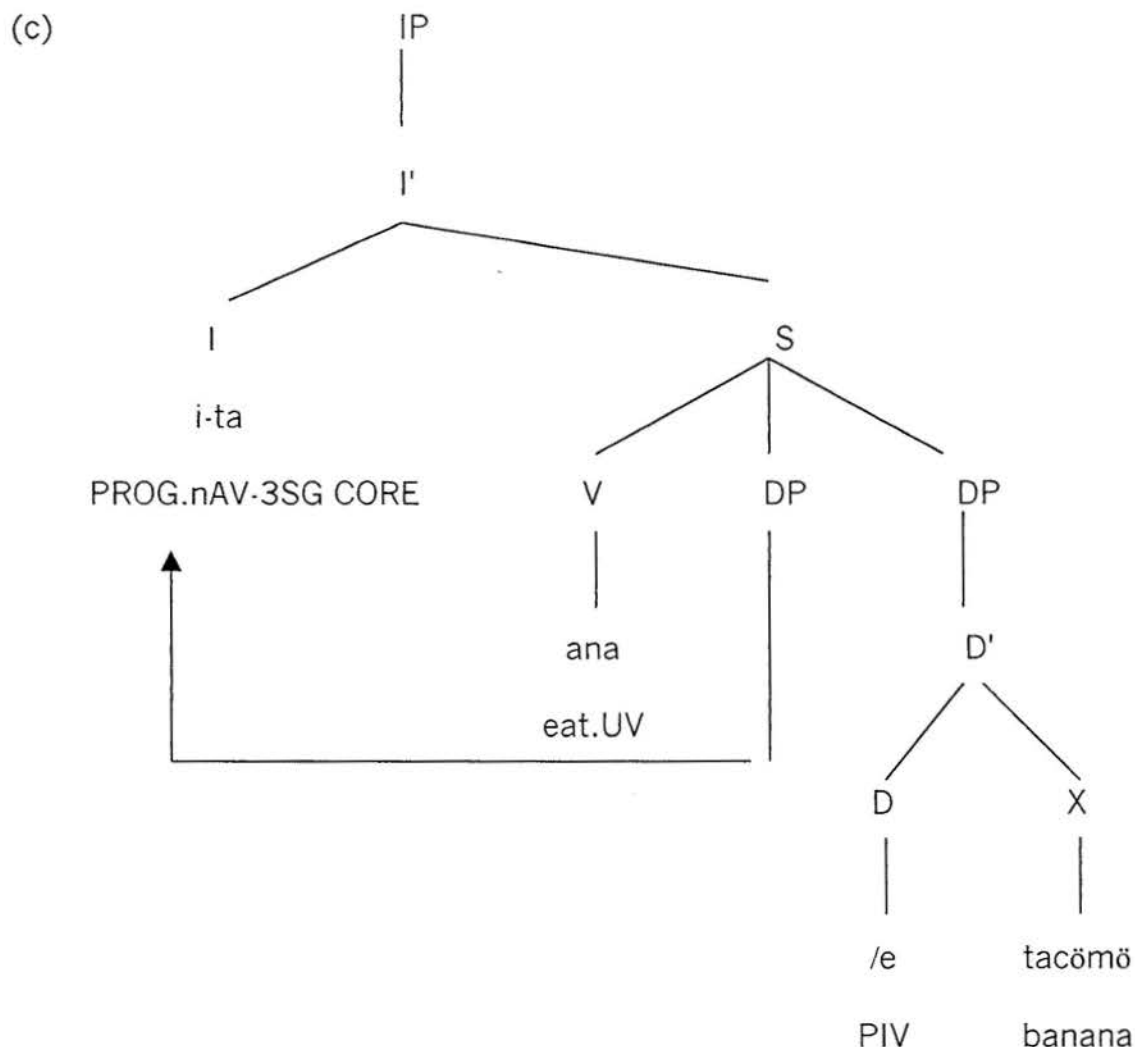 (c)
IP
I'
I S
i-ta
PROG.nAV-3SG CORE V DP DP
ana D'
eat.UV
D X
/e tacömö
PIV banana